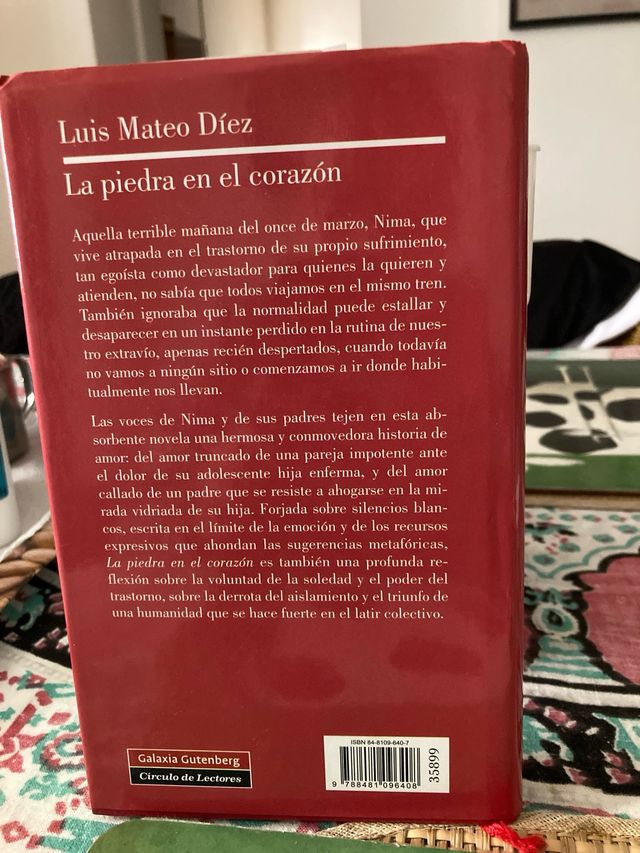 Luis Mateo Díez
La piedra en el corazón
Aquella terrible mañana del once de marzo, Nima, que
vive atrapada en el trastorno de su propio sufrimiento,
tan egoísta como devastador para quienes la quieren y
atienden, no sabía que todos viajamos en el mismo tren.
También ignoraba que la normalidad puede estallar y
desaparecer en un instante perdido en la rutina de nues-
tro extravío, apenas recién despertados, cuando todavía
no vamos a ningún sitio o comenzamos a ir donde habi-
tualmente nos llevan.
Las voces de Nima y de sus padres tejen en esta ab-
sorbente novela una hermosa y conmovedora historia de
amor: del amor truncado de una pareja impotente ante
el dolor de su adolescente hija enferma, y del amor
callado de un padre que se resiste a ahogarse en la mi-
rada vidriada de su hija. Forjada sobre silencios blan-
cos, escrita en el límite de la emoción y de los recursos
expresivos que ahondan las sugerencias metafóricas,
La piedra en el corazón es también una profunda re-
flexión sobre la voluntad de la soledad y el poder del
trastorno, sobre la derrota del aislamiento y el triunfo de
una humanidad que se hace fuerte en el latir colectivo.
Galaxia Gutenberg
Círculo de Lectores
ISBN 84-8109-640-7
9 788481 096408
35899